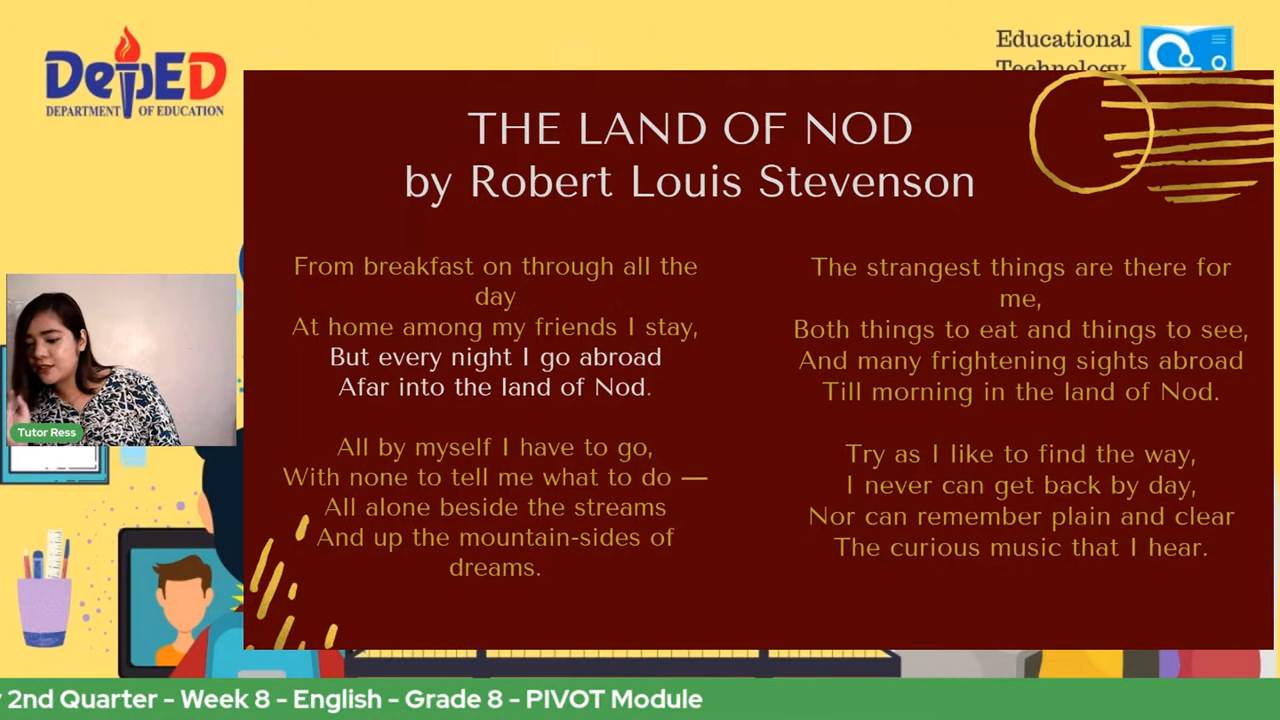 DepED
DEPARTMENT OF EDUCATION
Educational
Technology
THE LAND OF NOD
by Robert Louis Stevenson
From breakfast on through all the
day
At home among my friends I stay,
But every night I go abroad
Afar into the land of Nod.
All by myself I have to go,
With none to tell me what to do —
All alone beside the streams
And up the mountain-sides of
dreams.
The strangest things are there for
me,
Both things to eat and things to see,
And many frightening sights abroad
Till morning in the land of Nod.
Try as I like to find the way,
I never can get back by day,
Nor can remember plain and clear
The curious music that I hear.
Tutor Ress
2nd Quarter - Week 8 - English - Grade 8 - PIVOT Module